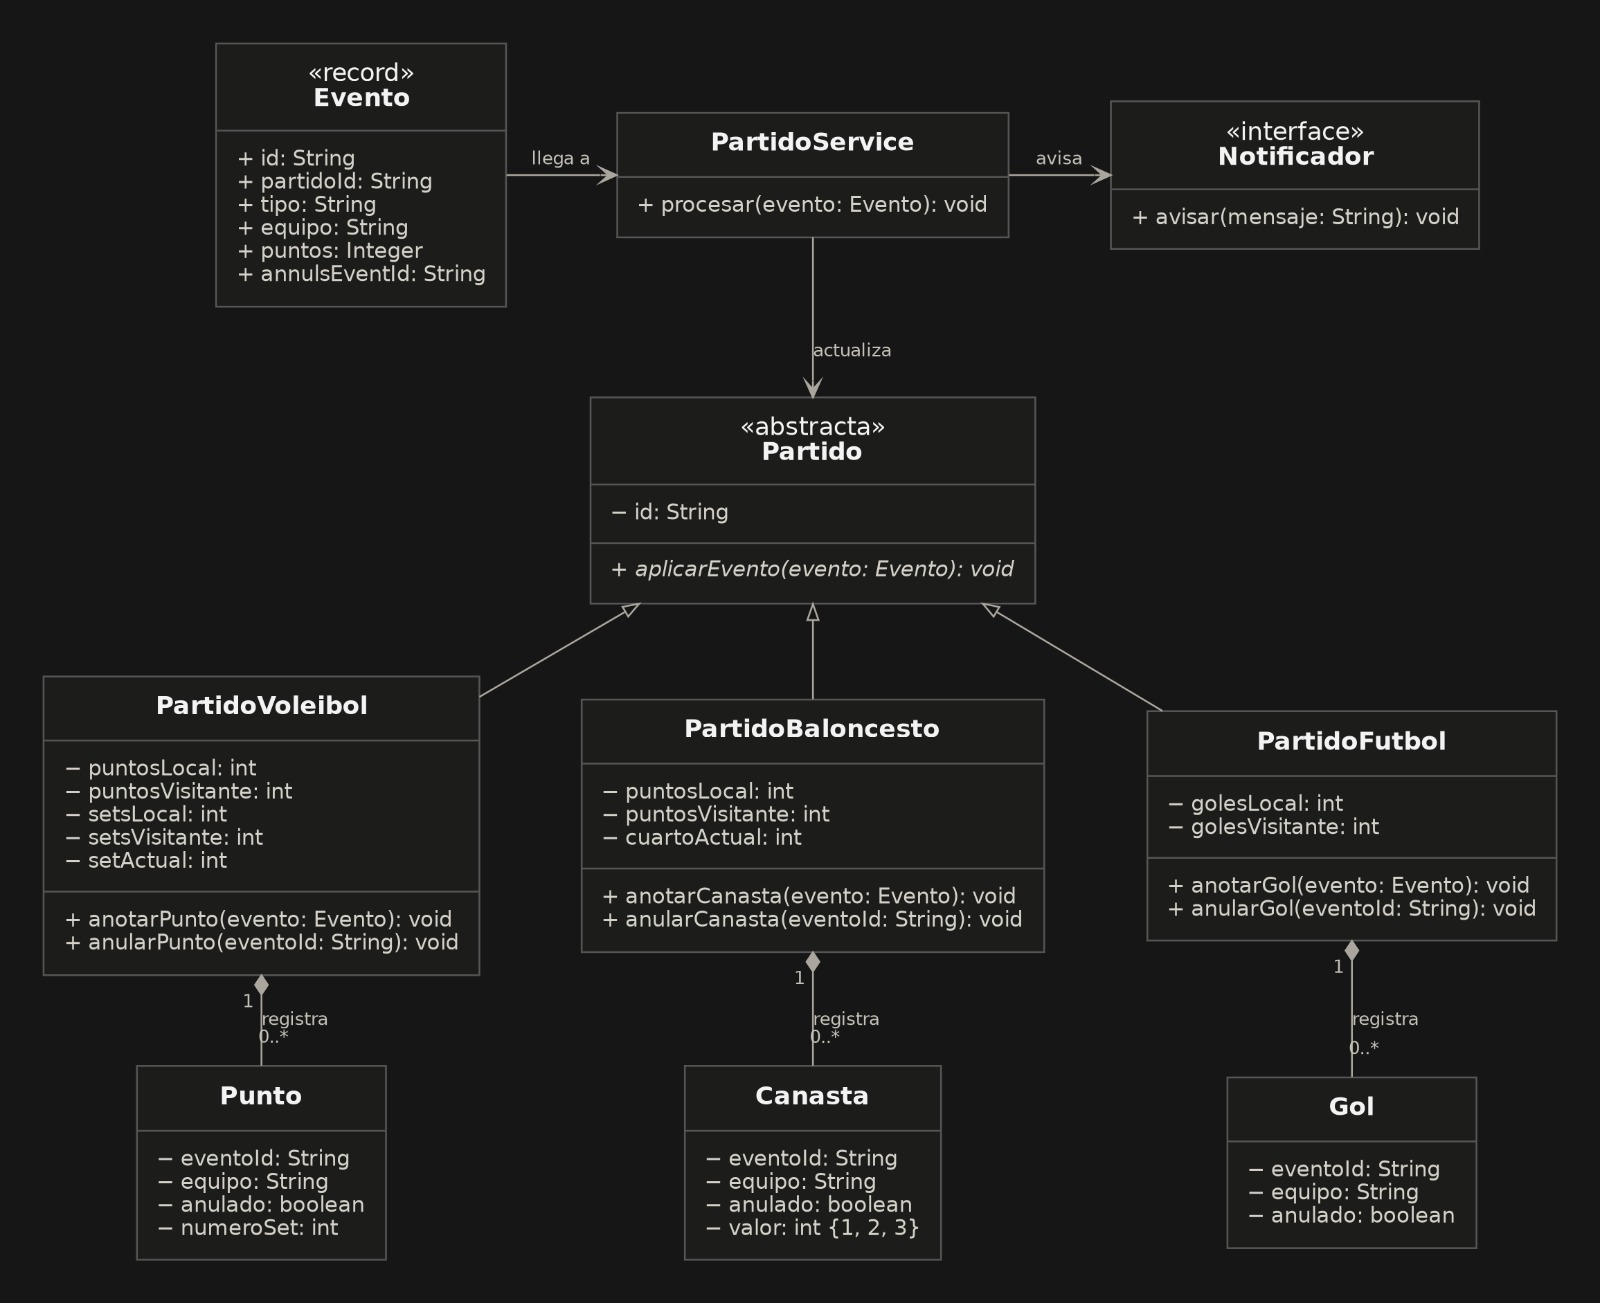 «record»
Evento
+ id: String
+ partidoId: String
+ tipo: String
+ equipo: String
+ puntos: Integer
+ annulsEventId: String
llega a
PartidoService
+ procesar(evento: Evento): void
avisa
«interface»
Notificador
+ avisar(mensaje: String): void
actualiza
«abstracta»
Partido
− id: String
+ aplicarEvento(evento: Evento): void
PartidoVoleibol
− puntosLocal: int
− puntosVisitante: int
− setsLocal: int
− setsVisitante: int
− setActual: int
+ anotarPunto(evento: Evento): void
+ anularPunto(eventoId: String): void
PartidoBaloncesto
− puntosLocal: int
− puntosVisitante: int
− cuartoActual: int
+ anotarCanasta(evento: Evento): void
+ anularCanasta(eventoId: String): void
PartidoFutbol
− golesLocal: int
− golesVisitante: int
+ anotarGol(evento: Evento): void
+ anularGol(eventoId: String): void
1
registra
0..*
1
registra
0..*
1
registra
0..*
Punto
− eventoId: String
− equipo: String
− anulado: boolean
− numeroSet: int
Canasta
− eventoId: String
− equipo: String
− anulado: boolean
− valor: int {1, 2, 3}
Gol
− eventoId: String
− equipo: String
− anulado: boolean